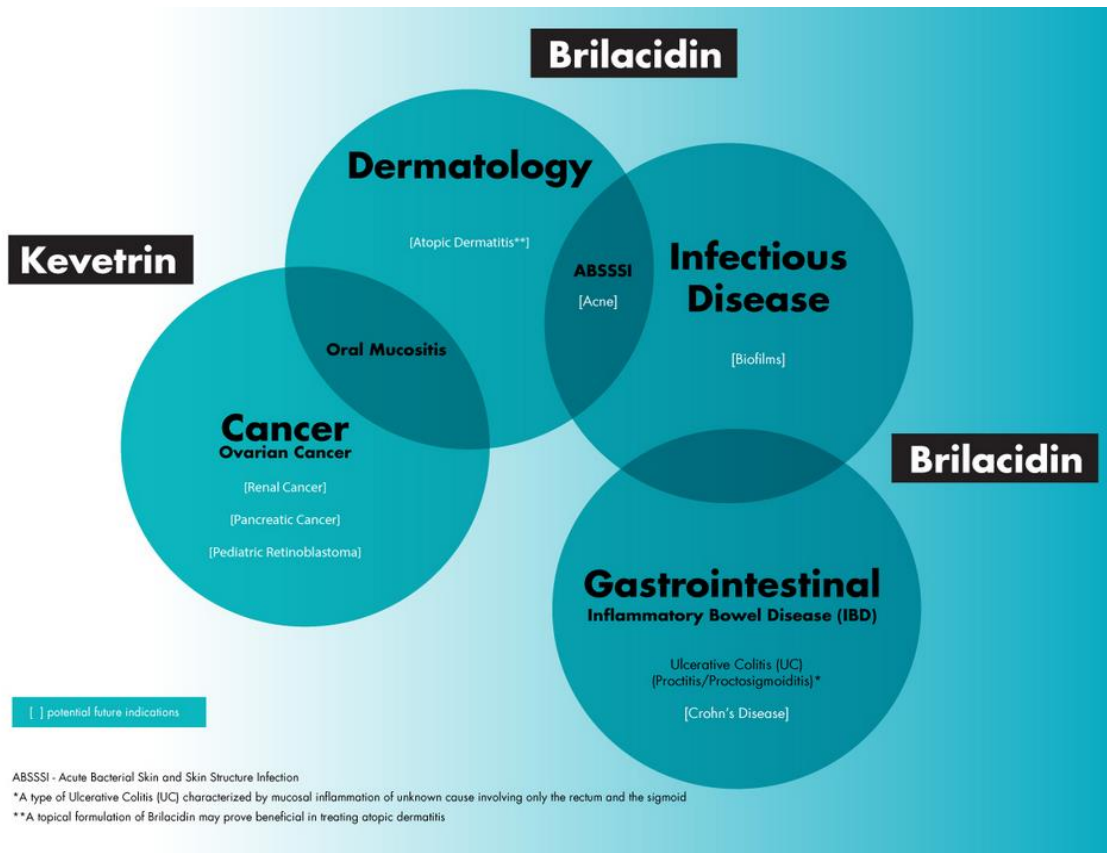 Brilacidin
Dermatology
[Atopic Dermatitis**]
Kevetrin
ABSSSI
[Acne]
Infectious
Disease
[Biofilms]
Oral Mucositis
Cancer
Ovarian Cancer
[Renal Cancer]
[Pancreatic Cancer]
[Pediatric Retinoblastoma]
Brilacidin
Gastrointestinal
Inflammatory Bowel Disease (IBD)
Ulcerative Colitis (UC)
(Proctitis/Proctosigmoiditis)*
[Crohn's Disease]
[ ] potential future indications
ABSSSI - Acute Bacterial Skin and Skin Structure Infection
*A type of Ulcerative Colitis (UC) characterized by mucosal inflammation of unknown cause involving only the rectum and the sigmoid
**A topical formulation of Brilacidin may prove beneficial in treating atopic dermatitis